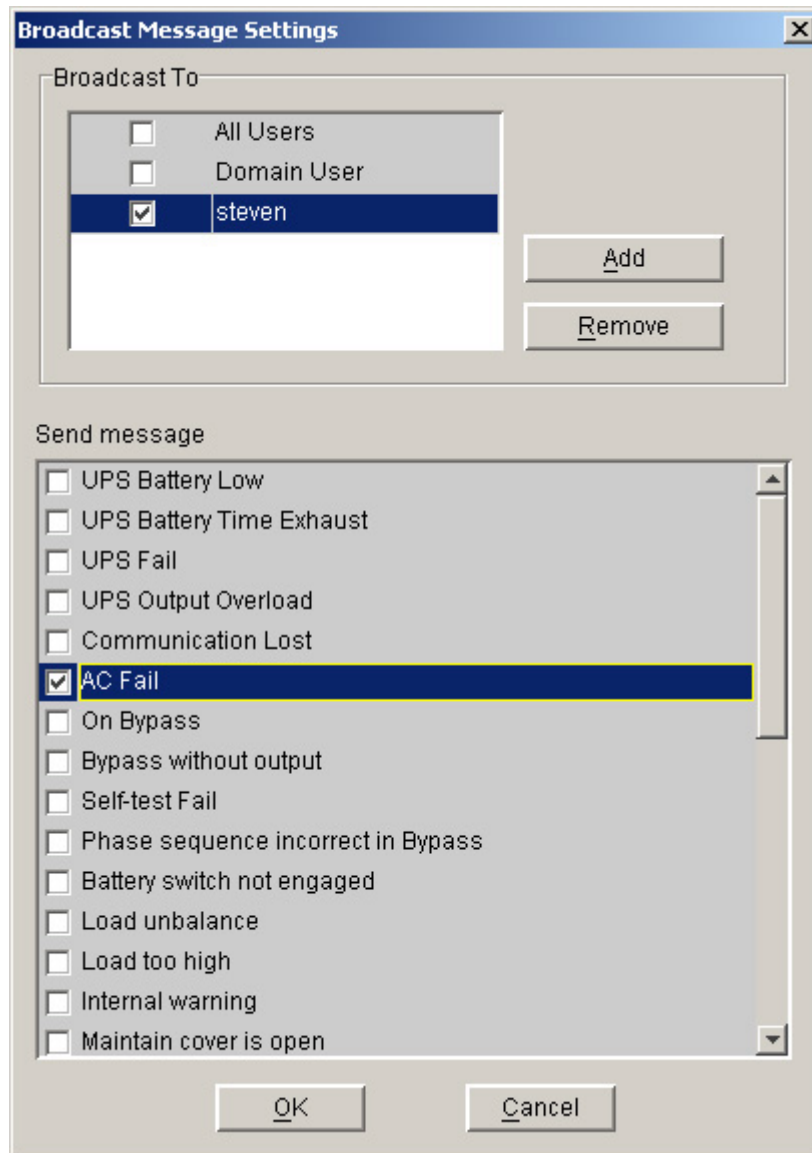 Broadcast Message Settings
Broadcast To
All Users
Domain User
steven
Add
Remove
Send message
UPS Battery Low
UPS Battery Time Exhaust
UPS Fail
UPS Output Overload
Communication Lost
AC Fail
On Bypass
Bypass without output
Self-test Fail
Phase sequence incorrect in Bypass
Battery switch not engaged
Load unbalance
Load too high
Internal warning
Maintain cover is open
OK Cancel